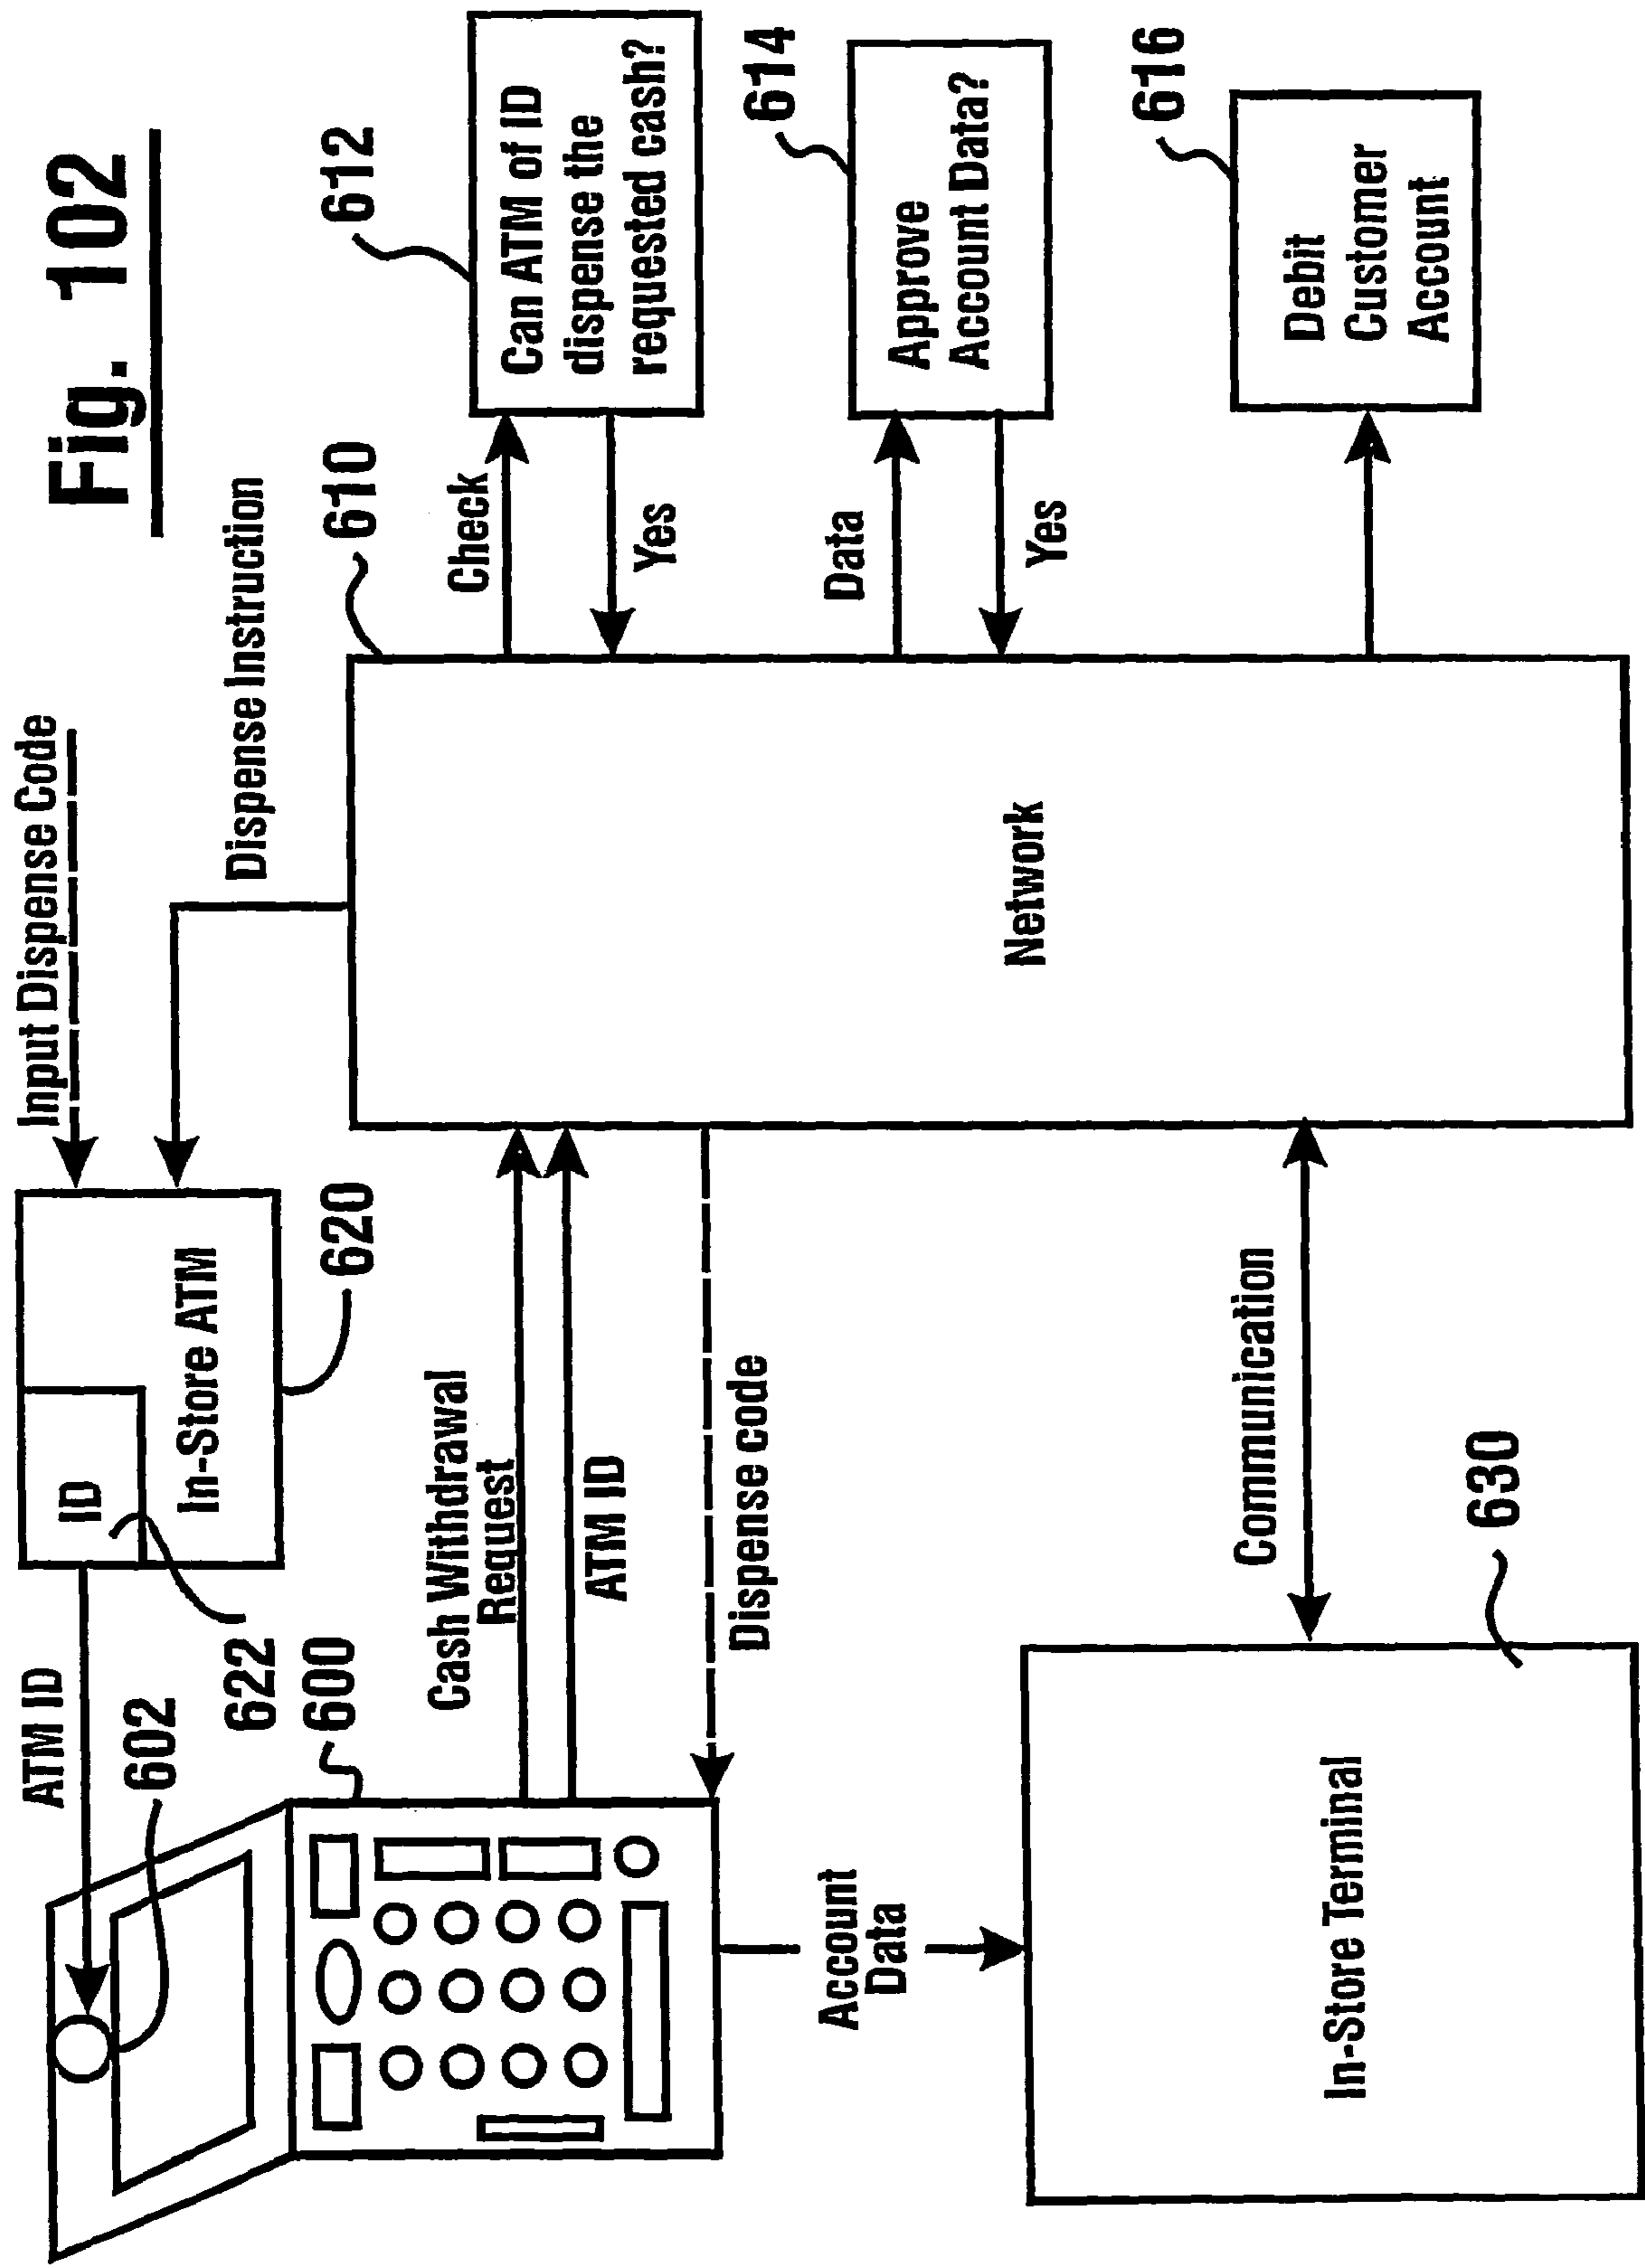 Fig. 102
Input Dispense Code
Dispense Instruction
ATM ID
602
ID
In-Store ATM
622
620
600
610
612
Can ATM of ID
dispense the
requested cash?
Check
Yes
Cash Withdrawal
Request
ATM ID
Dispense code
Network
614
Approve
Account Data?
Data
Yes
616
Debit
Customer
Account
Account
Data
Communication
630
In-Store Terminal